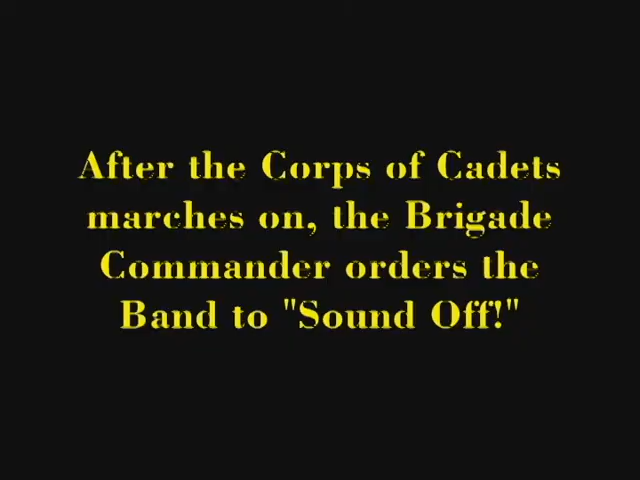 After the Corps of Cadets
marches on, the Brigade
Commander orders the
Band to "Sound Off!"